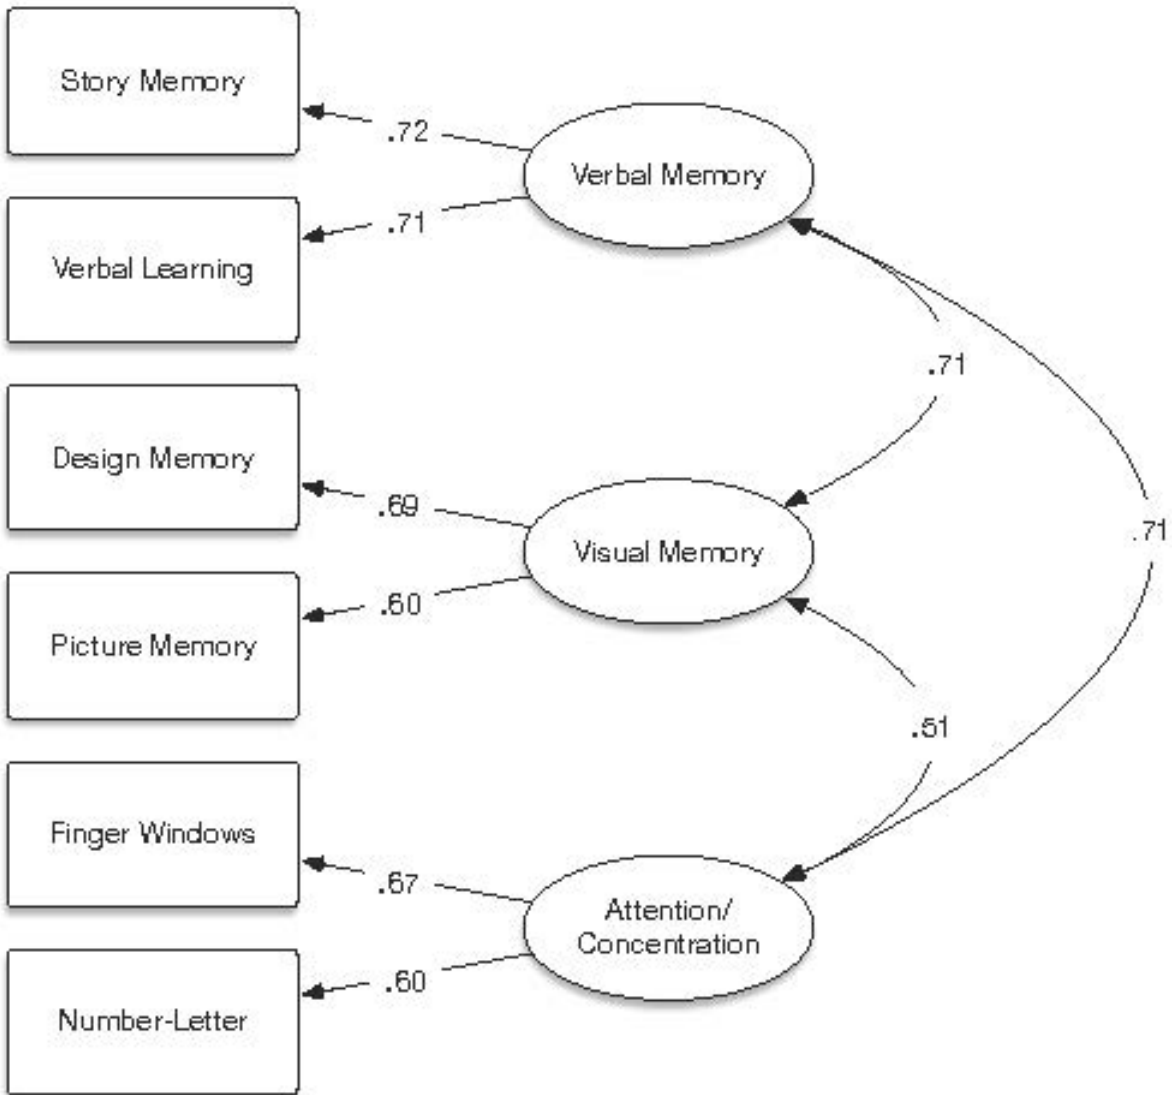 Story Memory
.72
Verbal Memory
.71
Verbal Learning
.71
Design Memory
.69
Visual Memory
.71
.60
Picture Memory
.51
Finger Windows
.67
Attention/
Concentration
.60
Number-Letter